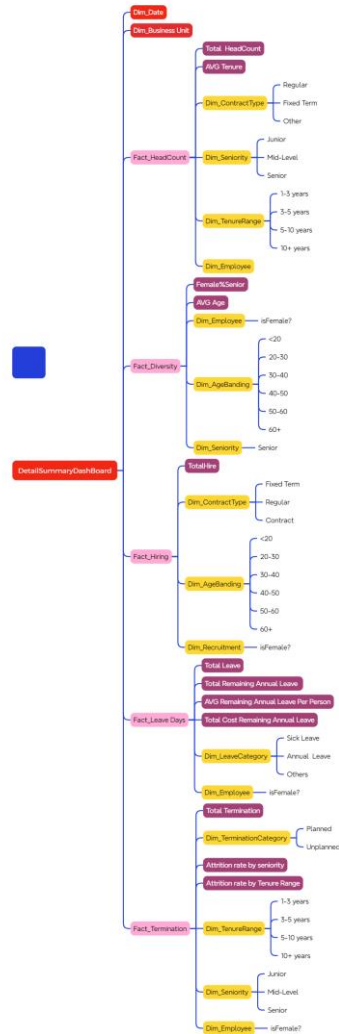 Dim_Date
Dim_Business Unit
Total HeadCount
AVG Tenure
Regular
Dim_ContractType
Fixed Term
Other
Junior
Fact_HeadCount
Dim_Seniority
Mid-Level
Senior
1-3 years
3-5 years
Dim_TenureRange
5-10 years
10+ years
Dim_Employee
Female%Senior
AVG Age
Dim_Employee
isFemale?
<20
20-30
Fact_Diversity
30-40
Dim_AgeBanding
40-50
50-60
60+
Dim_Seniority
Senior
DetailSummaryDashBoard
TotalHire
Fixed Term
Dim_ContractType
Regular
Contract
<20
Fact_Hiring
20-30
30-40
Dim_AgeBanding
40-50
50-60
60+
Dim_Recruitment
isFemale?
Total Leave
Total Remaining Annual Leave
AVG Remaining Annual Leave Per Person
Fact_Leave Days
Total Cost Remaining Annual Leave
Sick Leave
Dim_LeaveCategory
Annual Leave
Others
Dim_Employee
isFemale?
Total Termination
Planned
Dim_TerminationCategory
Unplanned
Attrition rate by seniority
Attrition rate by Tenure Range
1-3 years
3-5 years
Fact_Termination
Dim_TenureRange
5-10 years
10+ years
Junior
Dim_Seniority
Mid-Level
Senior
Dim_Employee
isFemale?